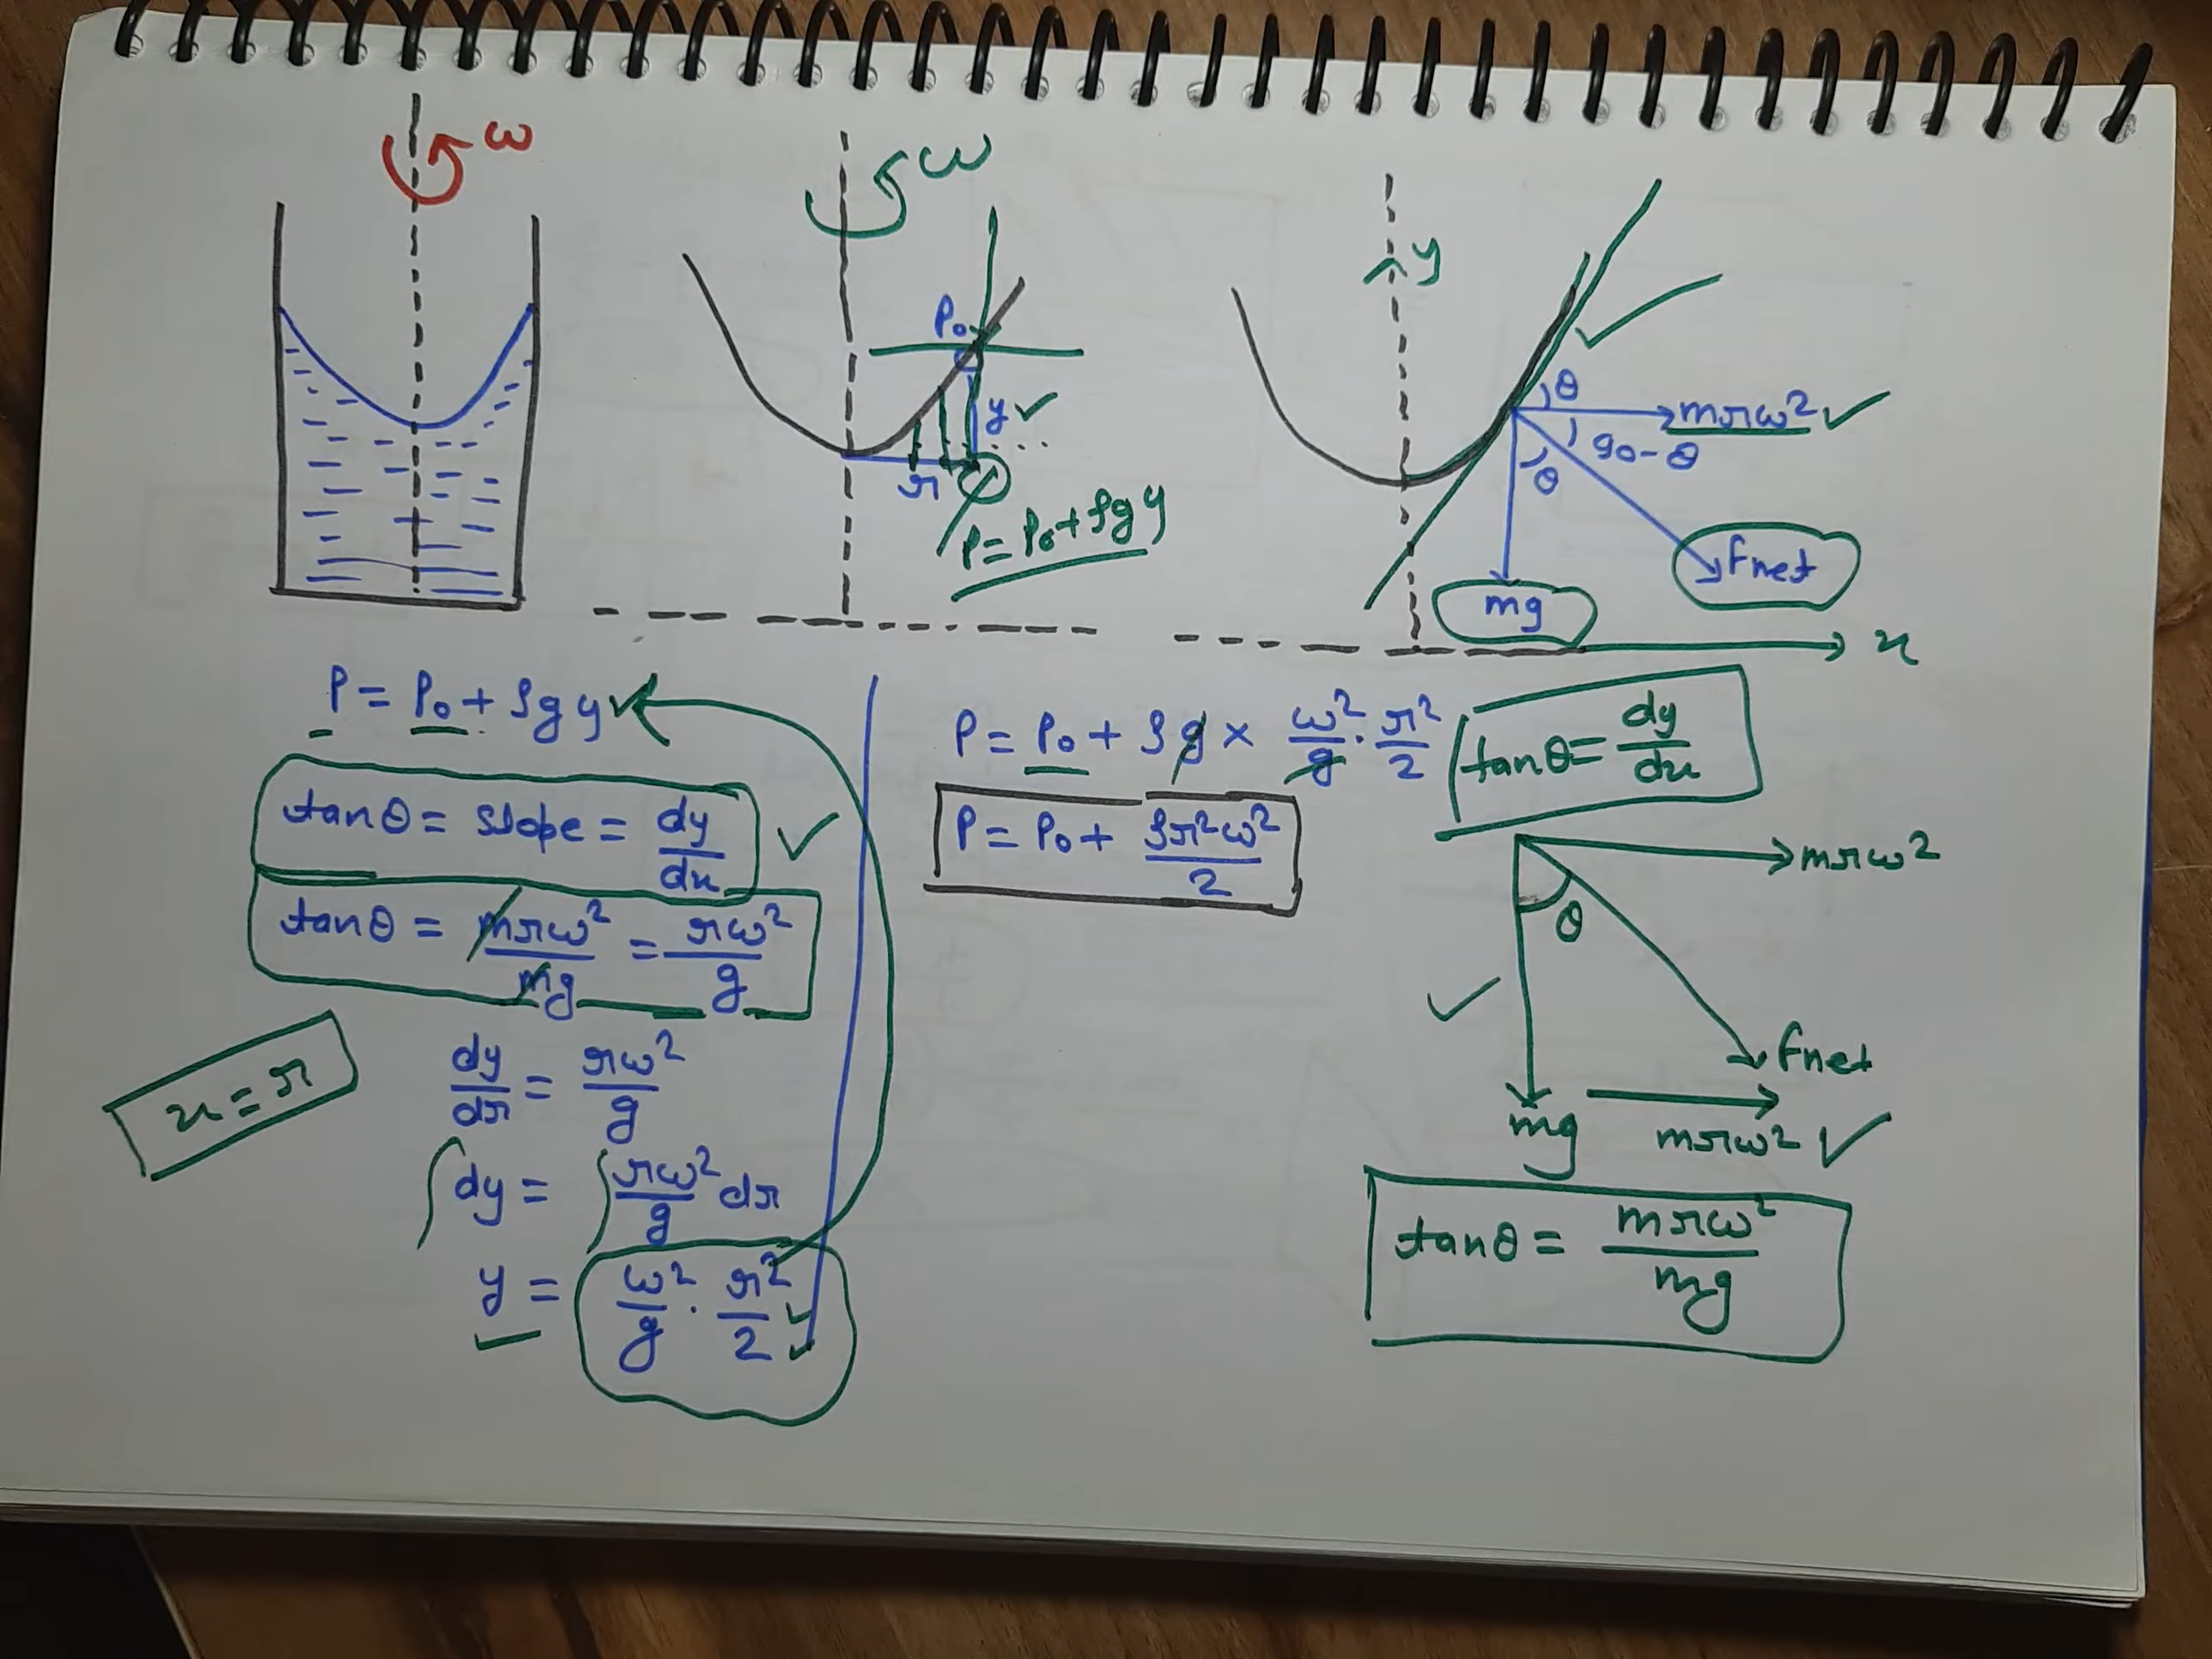 ω
ω
P₀
y
r
P = P₀ + ρgy
y
θ
mrω²
90-θ
θ
Fnet
mg
x
P = P₀ + ρgy
tanθ = slope = dy/dx
tanθ = mrω²/mg = rω²/g
x = r
dy/dr = rω²/g
∫dy = ∫rω²/g dr
y = ω²/g · r²/2
P = P₀ + ρg × ω²/g · r²/2
P = P₀ + ρr²ω²/2
tanθ = dy/dx
mrω²
θ
Fnet
mg
mrω²
tanθ = mrω²/mg